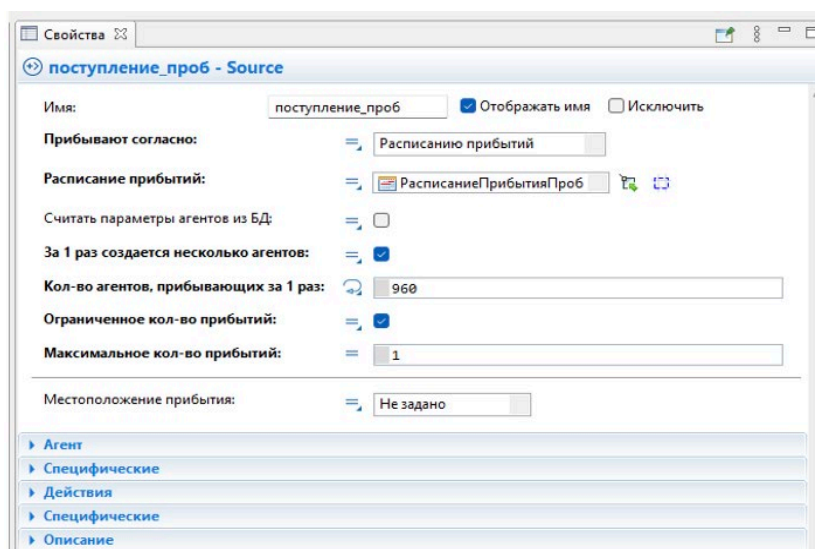 Свойства
поступление_проб - Source
Имя: поступление_проб Отображать имя Исключить
Прибывают согласно: Расписанию прибытий
Расписание прибытий: РасписаниеПрибытияПроб
Считать параметры агентов из БД:
За 1 раз создается несколько агентов:
Кол-во агентов, прибывающих за 1 раз: 960
Ограниченное кол-во прибытий:
Максимальное кол-во прибытий: 1
Местоположение прибытия: Не задано
Агент
Специфические
Действия
Специфические
Описание